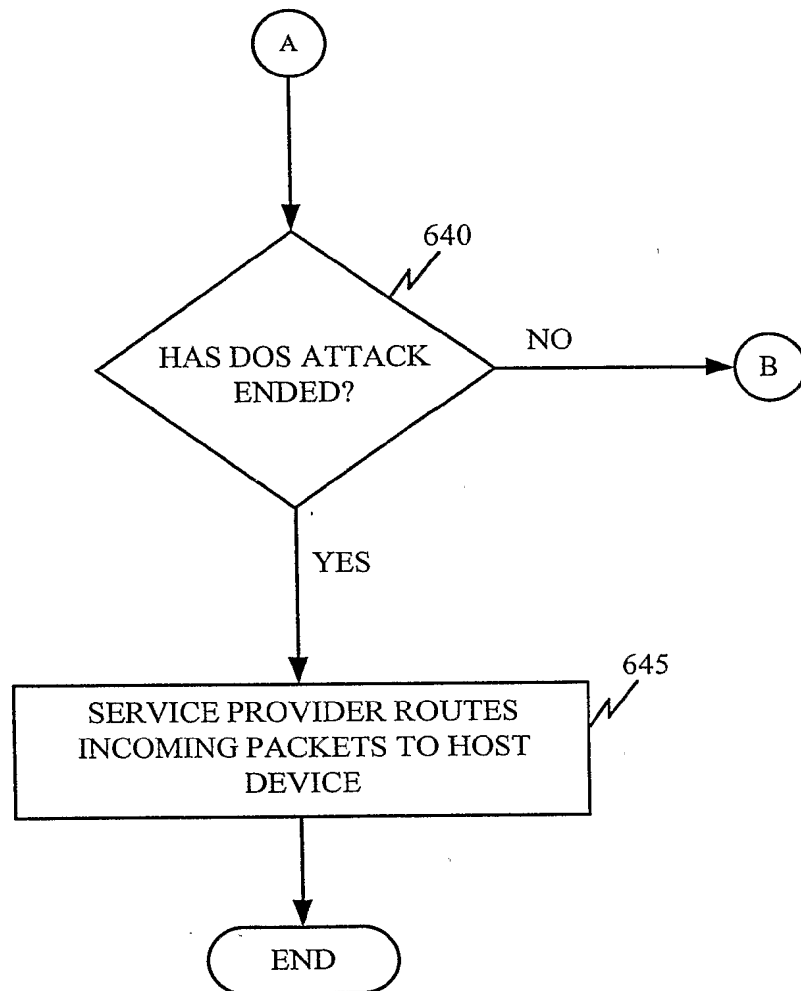 A
640
HAS DOS ATTACK
ENDED?
NO
B
YES
645
SERVICE PROVIDER ROUTES
INCOMING PACKETS TO HOST
DEVICE
END